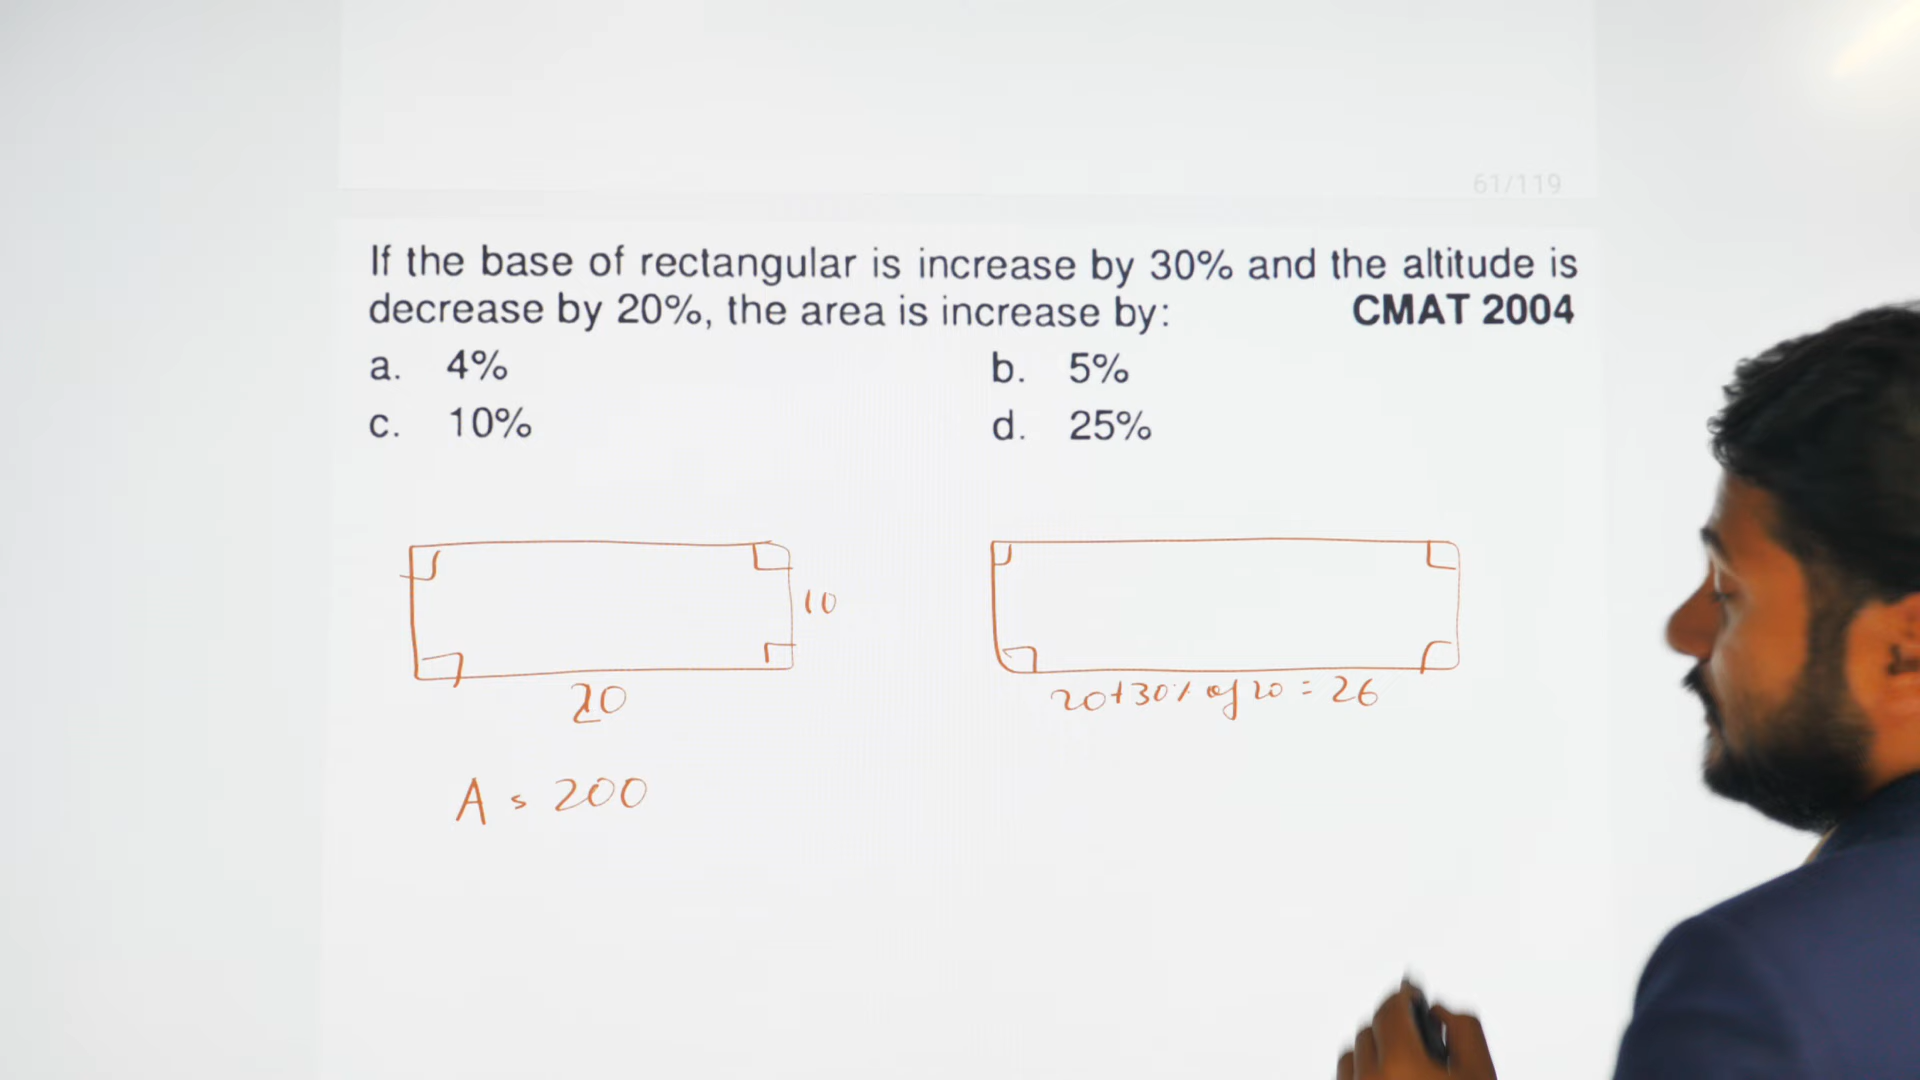 61/119
If the base of rectangular is increase by 30% and the altitude is
decrease by 20%, the area is increase by: CMAT 2004
a. 4% b. 5%
c. 10% d. 25%
10
20
20+30% of 20 = 26
A = 200